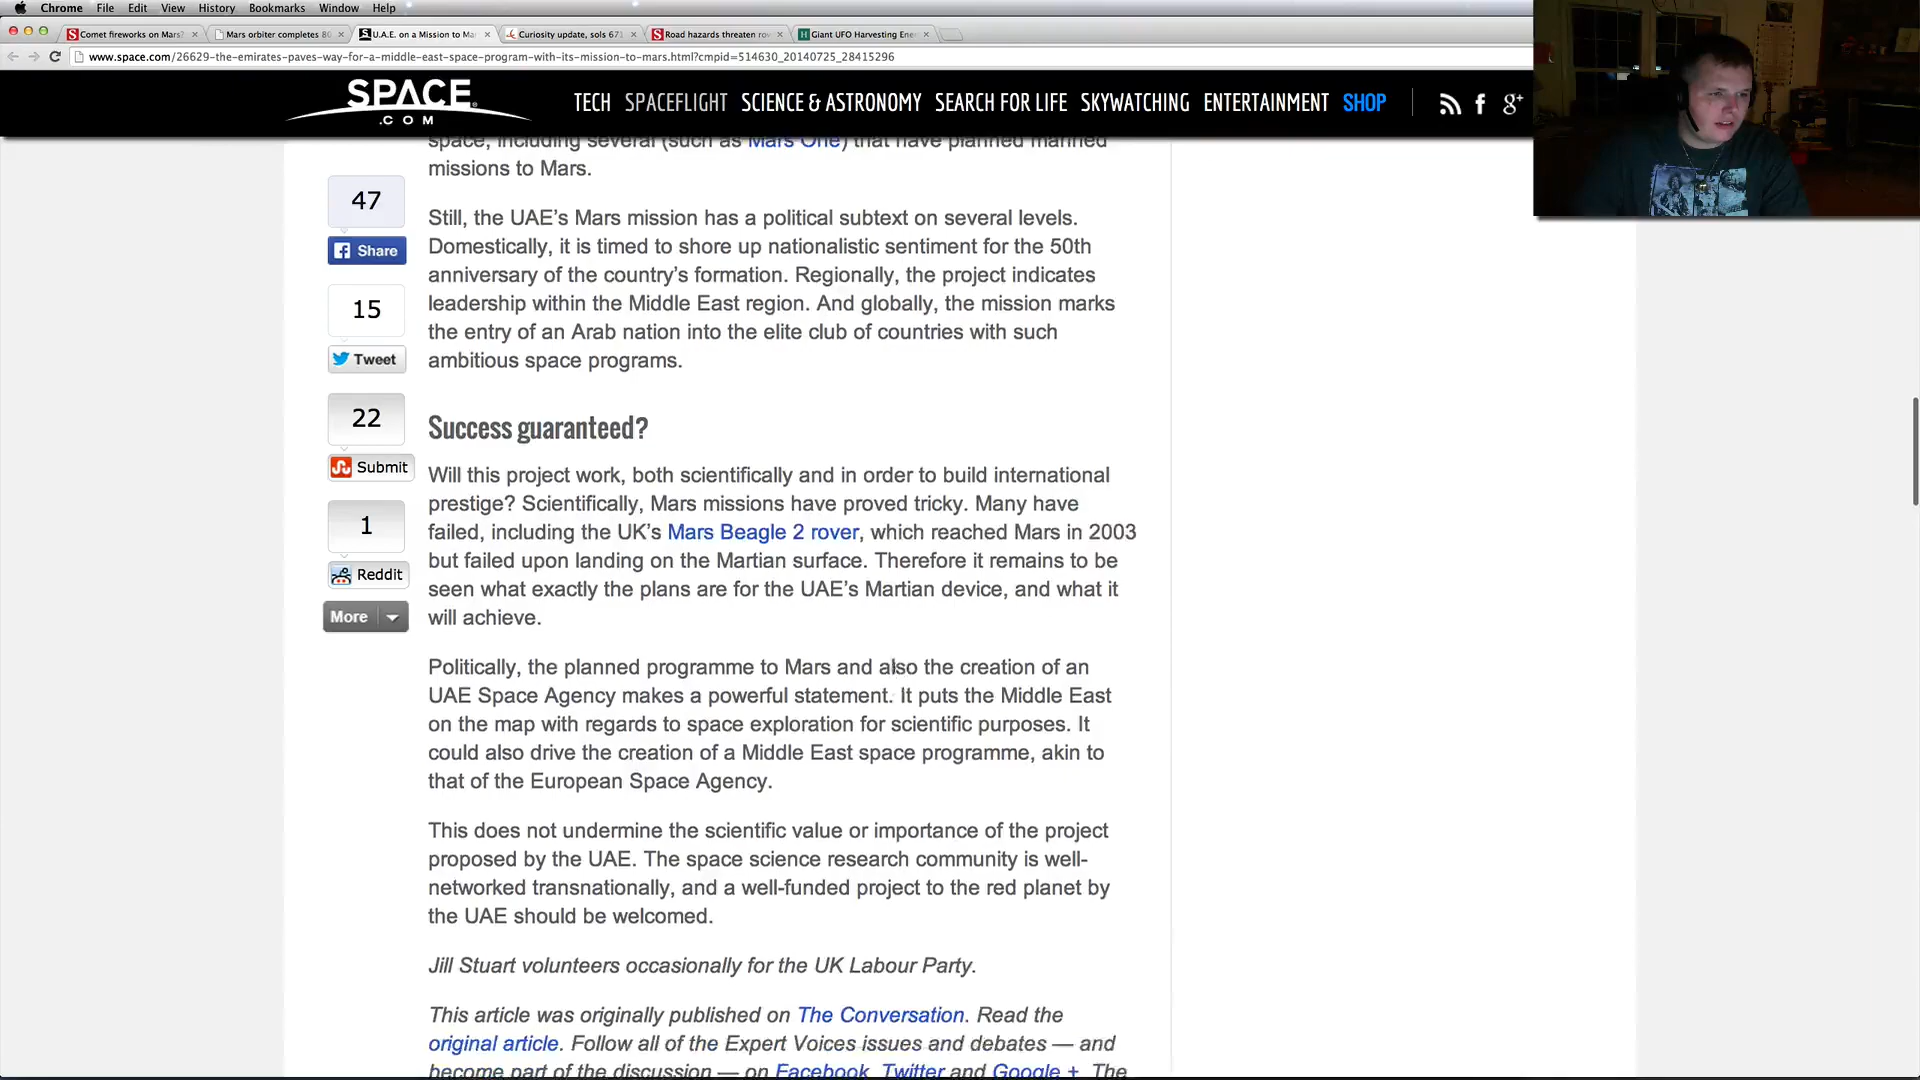 Chrome File Edit View History Bookmarks Window Help
Comet fireworks on Mars?
Mars orbiter completes 80
U.A.E. on a Mission to Ma
Curiosity update, sols 671
Road hazards threaten rov
Giant UFO Harvesting Ene
www.space.com/26629-the-emirates-paves-way-for-a-middle-east-space-program-with-its-mission-to-mars.html?cmpid=514630_20140725_28415296
SPACE
.COM
TECH SPACEFLIGHT SCIENCE & ASTRONOMY SEARCH FOR LIFE SKYWATCHING ENTERTAINMENT SHOP
space, including several (such as Mars One) that have planned manned
missions to Mars.
47
Share
15
Tweet
22
Submit
1
Reddit
More
Still, the UAE's Mars mission has a political subtext on several levels.
Domestically, it is timed to shore up nationalistic sentiment for the 50th
anniversary of the country's formation. Regionally, the project indicates
leadership within the Middle East region. And globally, the mission marks
the entry of an Arab nation into the elite club of countries with such
ambitious space programs.
Success guaranteed?
Will this project work, both scientifically and in order to build international
prestige? Scientifically, Mars missions have proved tricky. Many have
failed, including the UK's Mars Beagle 2 rover, which reached Mars in 2003
but failed upon landing on the Martian surface. Therefore it remains to be
seen what exactly the plans are for the UAE's Martian device, and what it
will achieve.
Politically, the planned programme to Mars and also the creation of an
UAE Space Agency makes a powerful statement. It puts the Middle East
on the map with regards to space exploration for scientific purposes. It
could also drive the creation of a Middle East space programme, akin to
that of the European Space Agency.
This does not undermine the scientific value or importance of the project
proposed by the UAE. The space science research community is well-
networked transnationally, and a well-funded project to the red planet by
the UAE should be welcomed.
Jill Stuart volunteers occasionally for the UK Labour Party.
This article was originally published on The Conversation. Read the
original article. Follow all of the Expert Voices issues and debates — and
become part of the discussion — on Facebook, Twitter and Google +. The